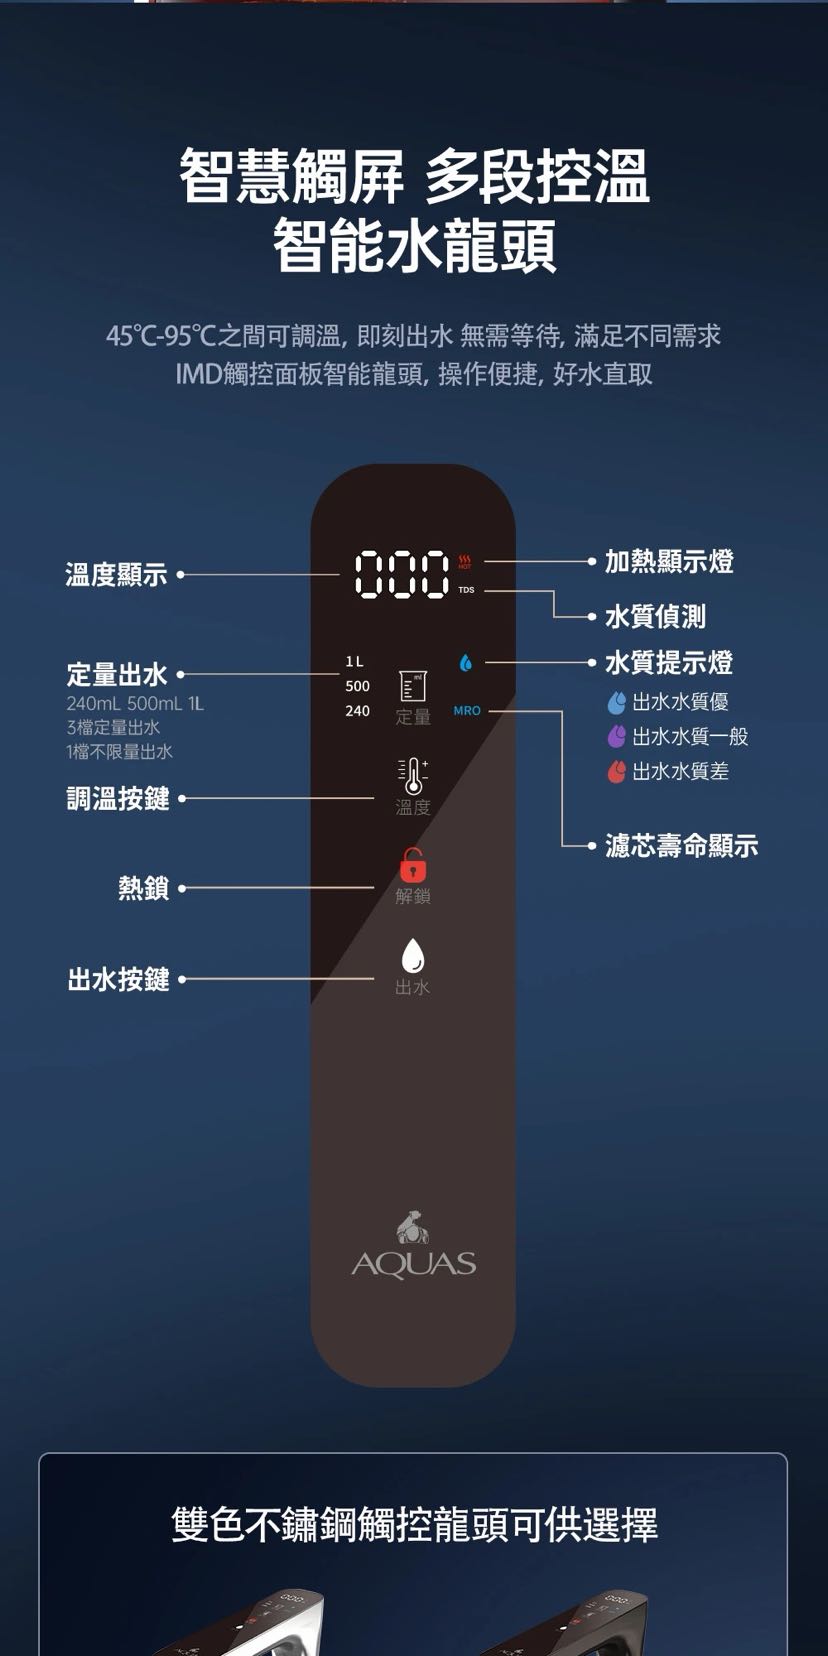 智慧觸屛 多段控溫
智能水龍頭
45℃-95℃之間可調溫, 即刻出水 無需等待, 滿足不同需求
IMD觸控面板智能龍頭, 操作便捷, 好水直取
溫度顯示
000
HOT
TDS
加熱顯示燈
水質偵測
定量出水
240mL 500mL 1L
3檔定量出水
1檔不限量出水
1L
500
240
ml
定量
MRO
水質提示燈
出水水質優
出水水質一般
出水水質差
調溫按鍵
溫度
濾芯壽命顯示
熱鎖
解鎖
出水按鍵
出水
AQUAS
雙色不鏽鋼觸控龍頭可供選擇
000
000
AQUAS